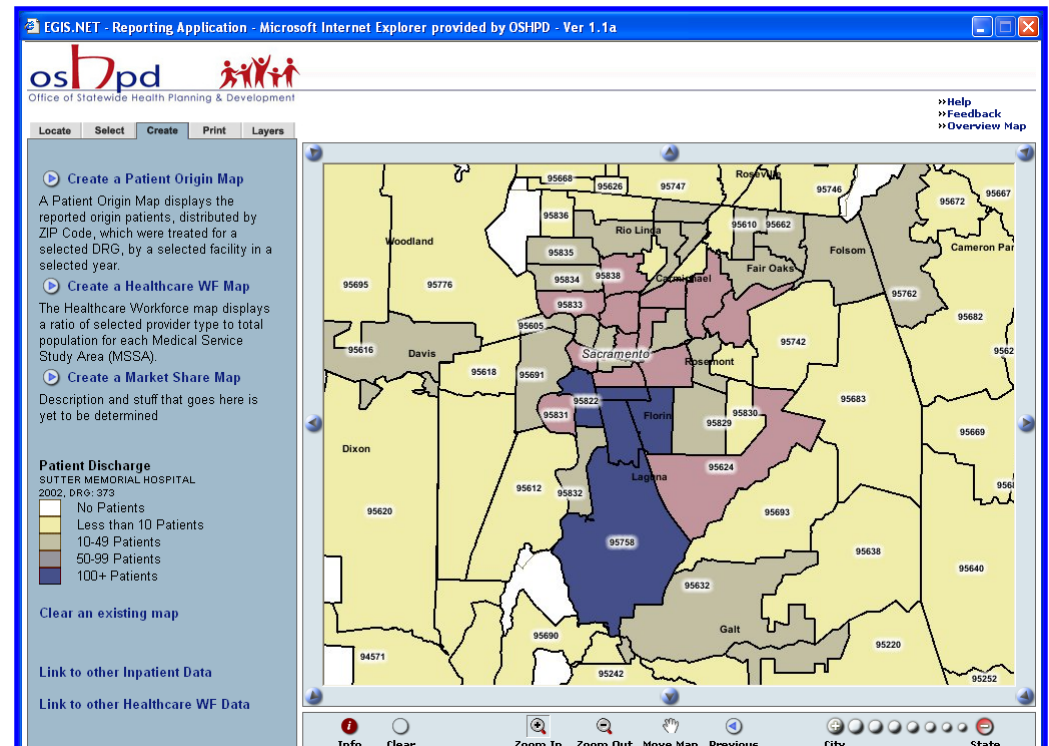 EGIS.NET - Reporting Application - Microsoft Internet Explorer provided by OSHPD - Ver 1.1a
oshpd
Office of Statewide Health Planning & Development
»Help
»Feedback
»Overview Map
Locate Select Create Print Layers
Create a Patient Origin Map
A Patient Origin Map displays the
reported origin patients, distributed by
ZIP Code, which were treated for a
selected DRG, by a selected facility in a
selected year.
Create a Healthcare WF Map
The Healthcare Workforce map displays
a ratio of selected provider type to total
population for each Medical Service
Study Area (MSSA).
Create a Market Share Map
Description and stuff that goes here is
yet to be determined
Patient Discharge
SUTTER MEMORIAL HOSPITAL
2002, DRG: 373
No Patients
Less than 10 Patients
10-49 Patients
50-99 Patients
100+ Patients
Clear an existing map
Link to other Inpatient Data
Link to other Healthcare WF Data
95668 95626 95747 Roseville 95746 95672 95667
95836 95610 95662
Rio Linda
Woodland 95835 Folsom Cameron Par
Fair Oaks
95695 95776 95834 95838 Carmichael
95833 95762
95605 95682
95616 Davis Sacramento 95742 9562
95618 95691 Rosemont
95683
95822
95831 Florin 95829 95830
95669
Dixon
95624
Laguna 9568
95612 95832
95620 95693
95758 95638
95632 95640
Galt
95690 95220
94571
95242 95252
Info Clear Zoom In Zoom Out Move Map Previous City State